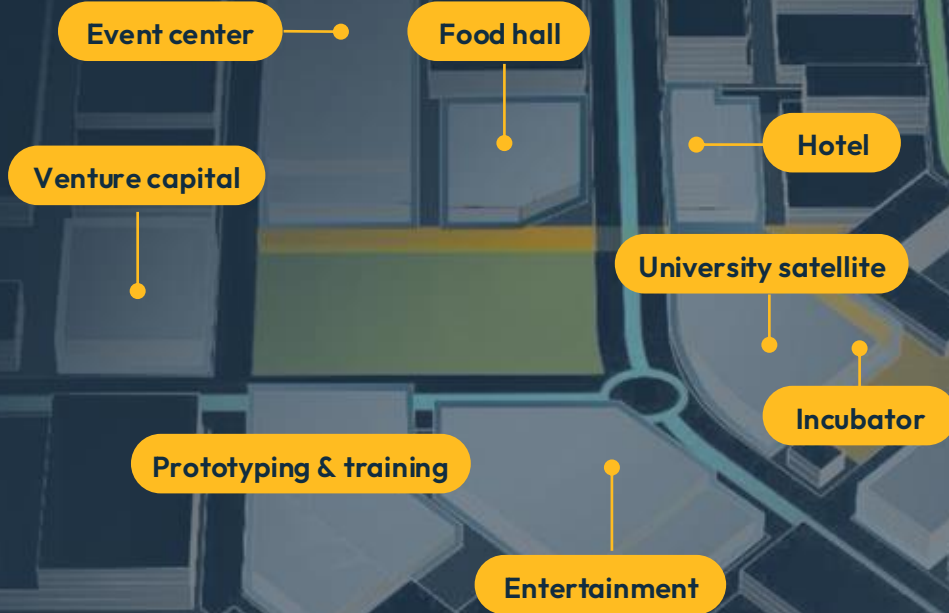 Event center
Food hall
Hotel
Venture capital
University satellite
Incubator
Prototyping & training
Entertainment